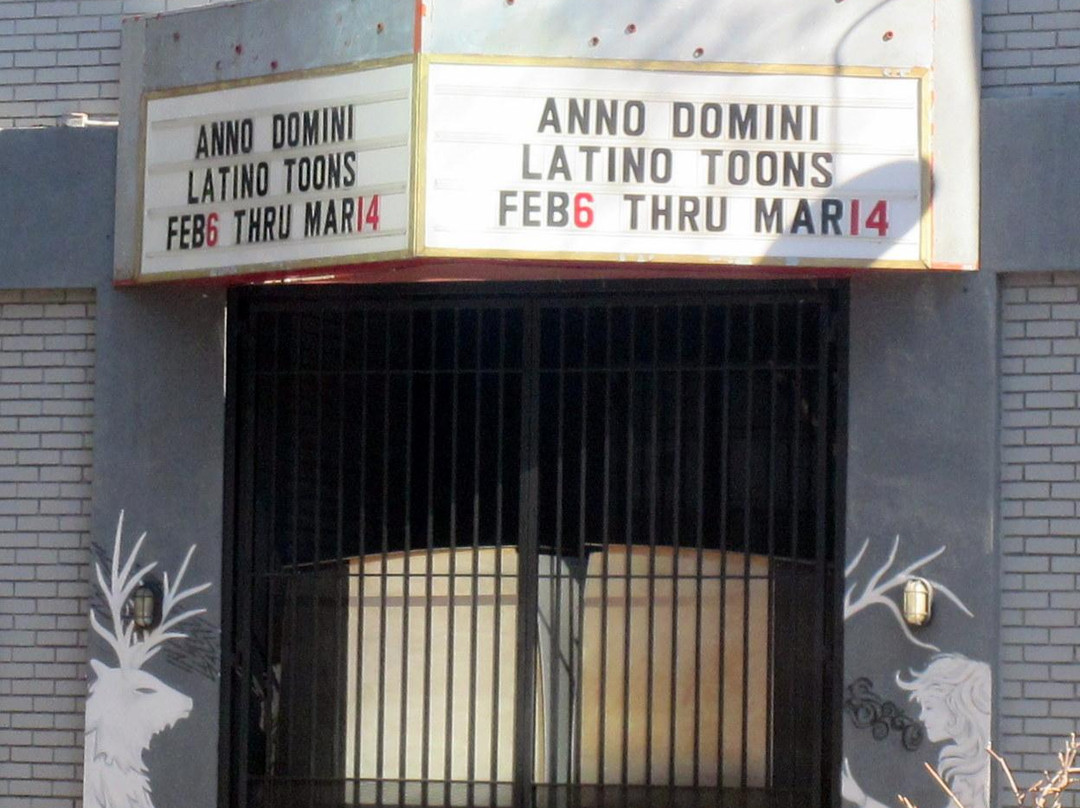 ANNO DOMINI
LATINO TOONS
FEB6 THRU MAR14
ANNO DOMINI
LATINO TOONS
FEB6 THRU MAR14